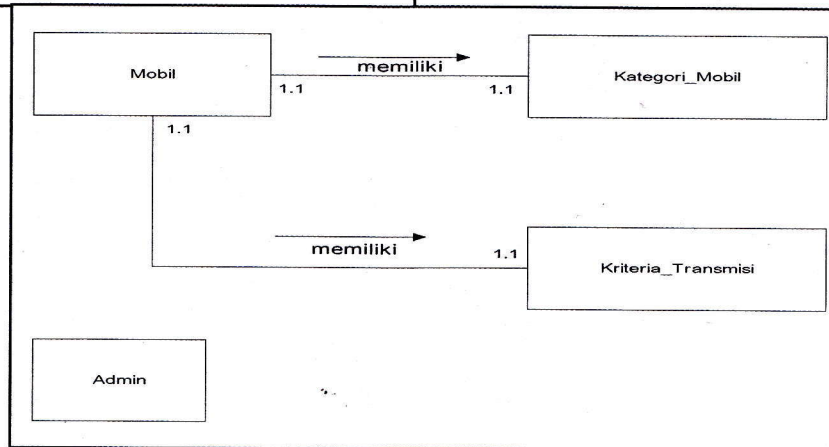 Mobil
memiliki
Kategori_Mobil
1.1
1.1
1.1
memiliki
1.1
Kriteria_Transmisi
Admin